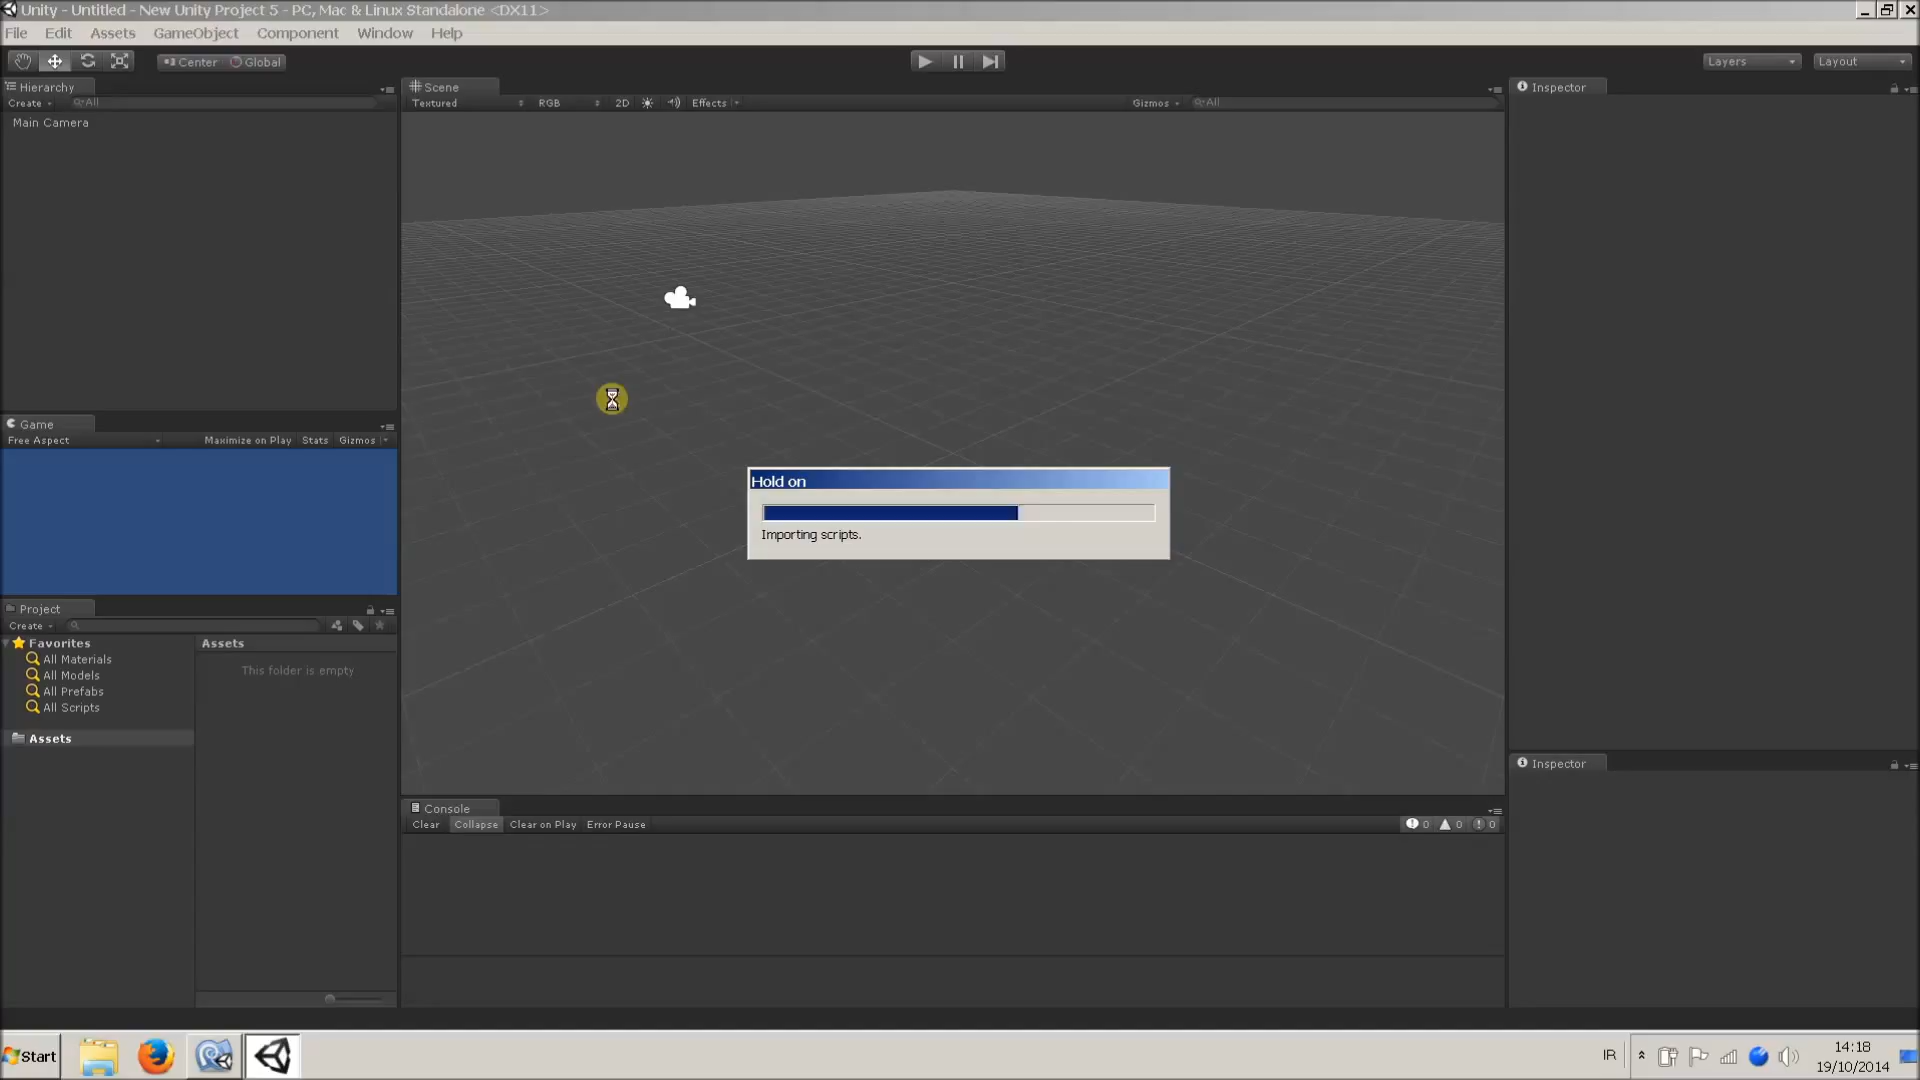 Unity - Untitled - New Unity Project 5 - PC, Mac & Linux Standalone <DX11>
File Edit Assets GameObject Component Window Help
Center Global Layers Layout
Hierarchy
Create All
Main Camera
Scene
Textured RGB 2D Effects Gizmos All
Inspector
Hold on
Importing scripts.
Game
Free Aspect Maximize on Play Stats Gizmos
Project
Create
Favorites
All Materials
All Models
All Prefabs
All Scripts
Assets
Assets
This folder is empty
Inspector
Console
Clear Collapse Clear on Play Error Pause 0 0 0
Start IR 14:18
19/10/2014